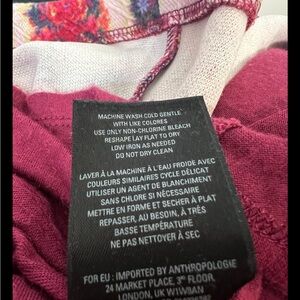 MACHINE WASH COLD GENTLE
WITH LIKE COLORES
USE ONLY NON-CHLORINE BLEACH
RESHAPE LAY FLAT TO DRY
LOW IRON AS NEEDED
DO NOT DRY CLEAN
LAVER À LA MACHINE À L'EAU FROIDE AVEC
COULEURS SIMILAIRES CYCLE DÉLICAT
UTILISER UN AGENT DE BLANCHIMENT
SANS CHLORE SI NÉCESSAIRE
METTRE EN FORME ET SÉCHER À PLAT
REPASSER, AU BESOIN, À TRÈS
BASSE TEMPÉRATURE
NE PAS NETTOYER À SEC
FOR EU: IMPORTED BY ANTHROPOLOGIE
24 MARKET PLACE, 3RD FLOOR,
LONDON, UK W1W8AN